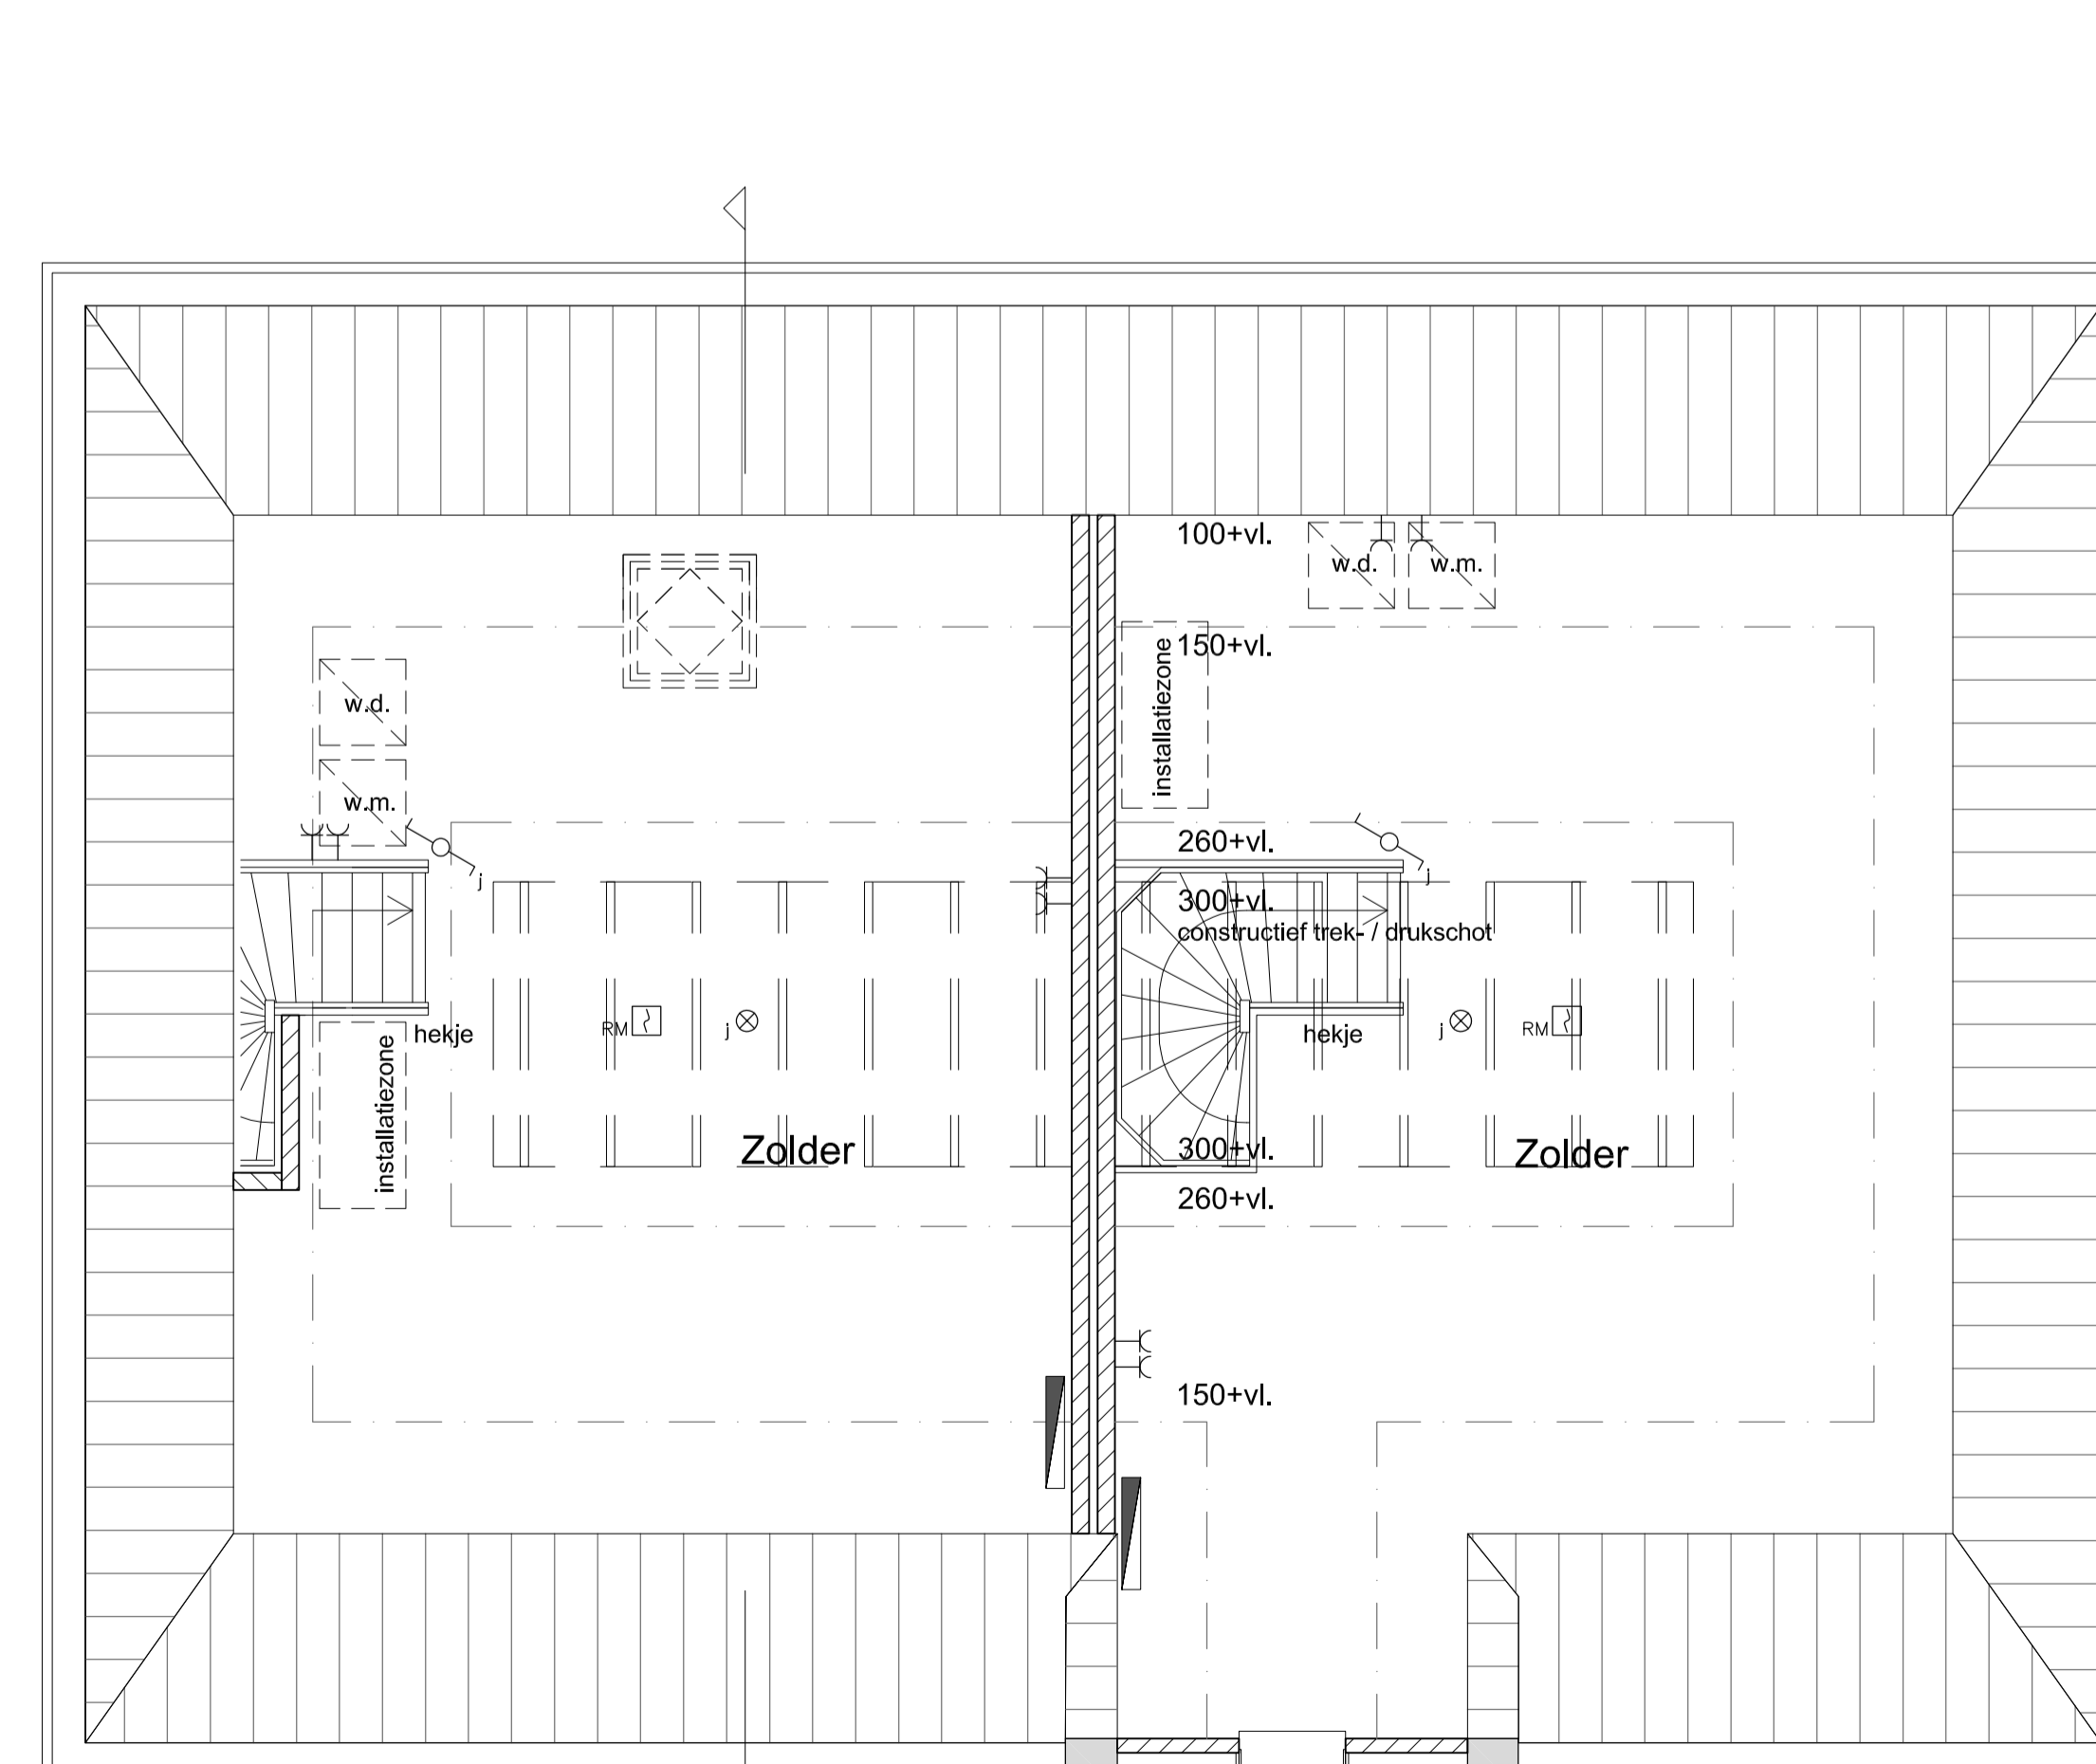 100+vl.
w.d.
w.m.
150+vl.
installatiezone
w.d.
w.m.
j
260+vl.
j
300+vl.
constructief trek- / drukschot
RM
j
hekje
installatiezone
hekje
j
RM
Zolder
300+vl.
Zolder
260+vl.
150+vl.